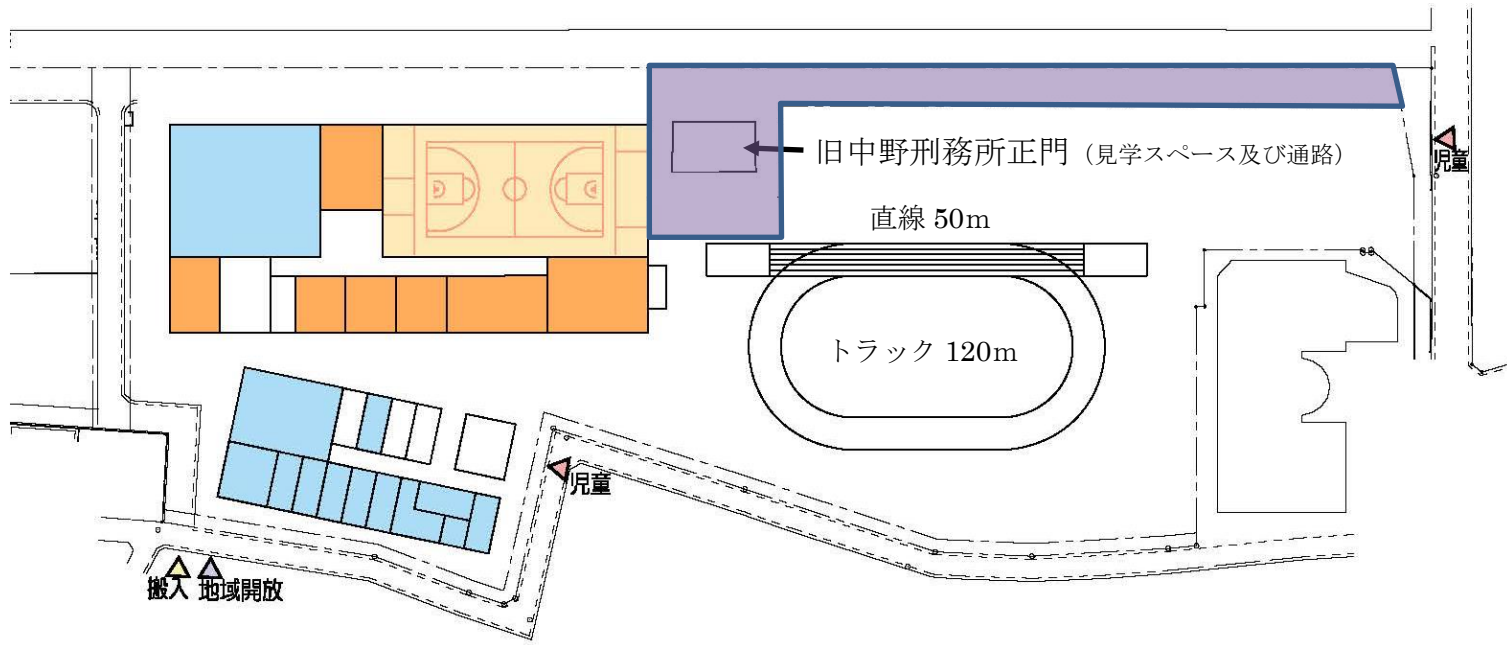 旧中野刑務所正門（見学スペース及び通路）
児童
直線 50m
トラック 120m
児童
搬入 地域開放